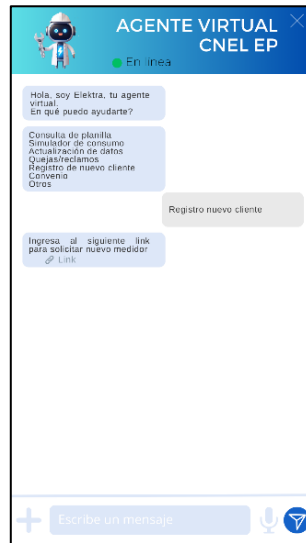 AGENTE VIRTUAL
CNEL EP
En linea
Hola, soy Elektra, tu agente
virtual.
En qué puedo ayudarte?
Consulta de planilla
Simulador de consumo
Actualización de datos
Quejas/reclamos
Registro de nuevo cliente
Convenio
Otros
Registro nuevo cliente
Ingresa al siguiente link
para solicitar nuevo medidor
Link
Escribe un mensaje